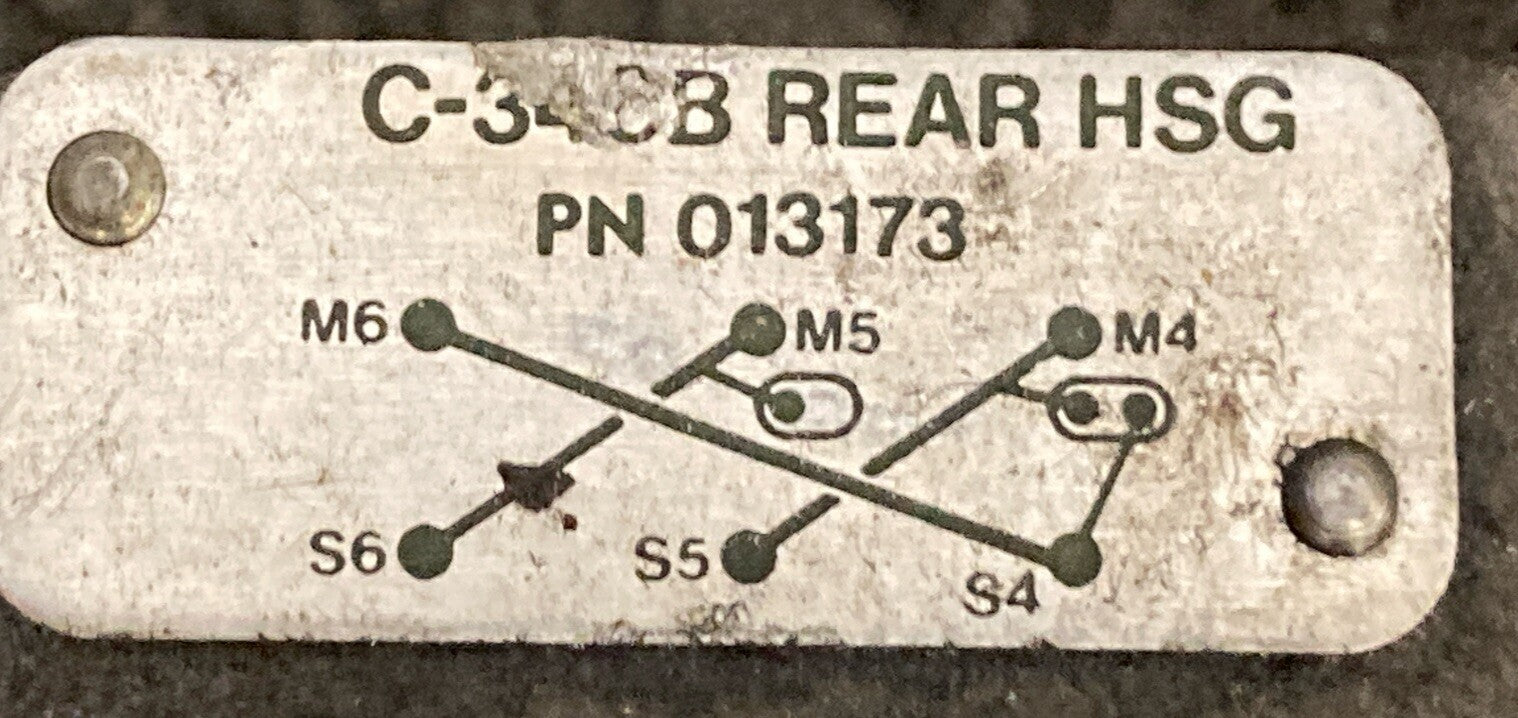 REAR HSG
PN 013173
M6 M5 M4
S6 S5 S4